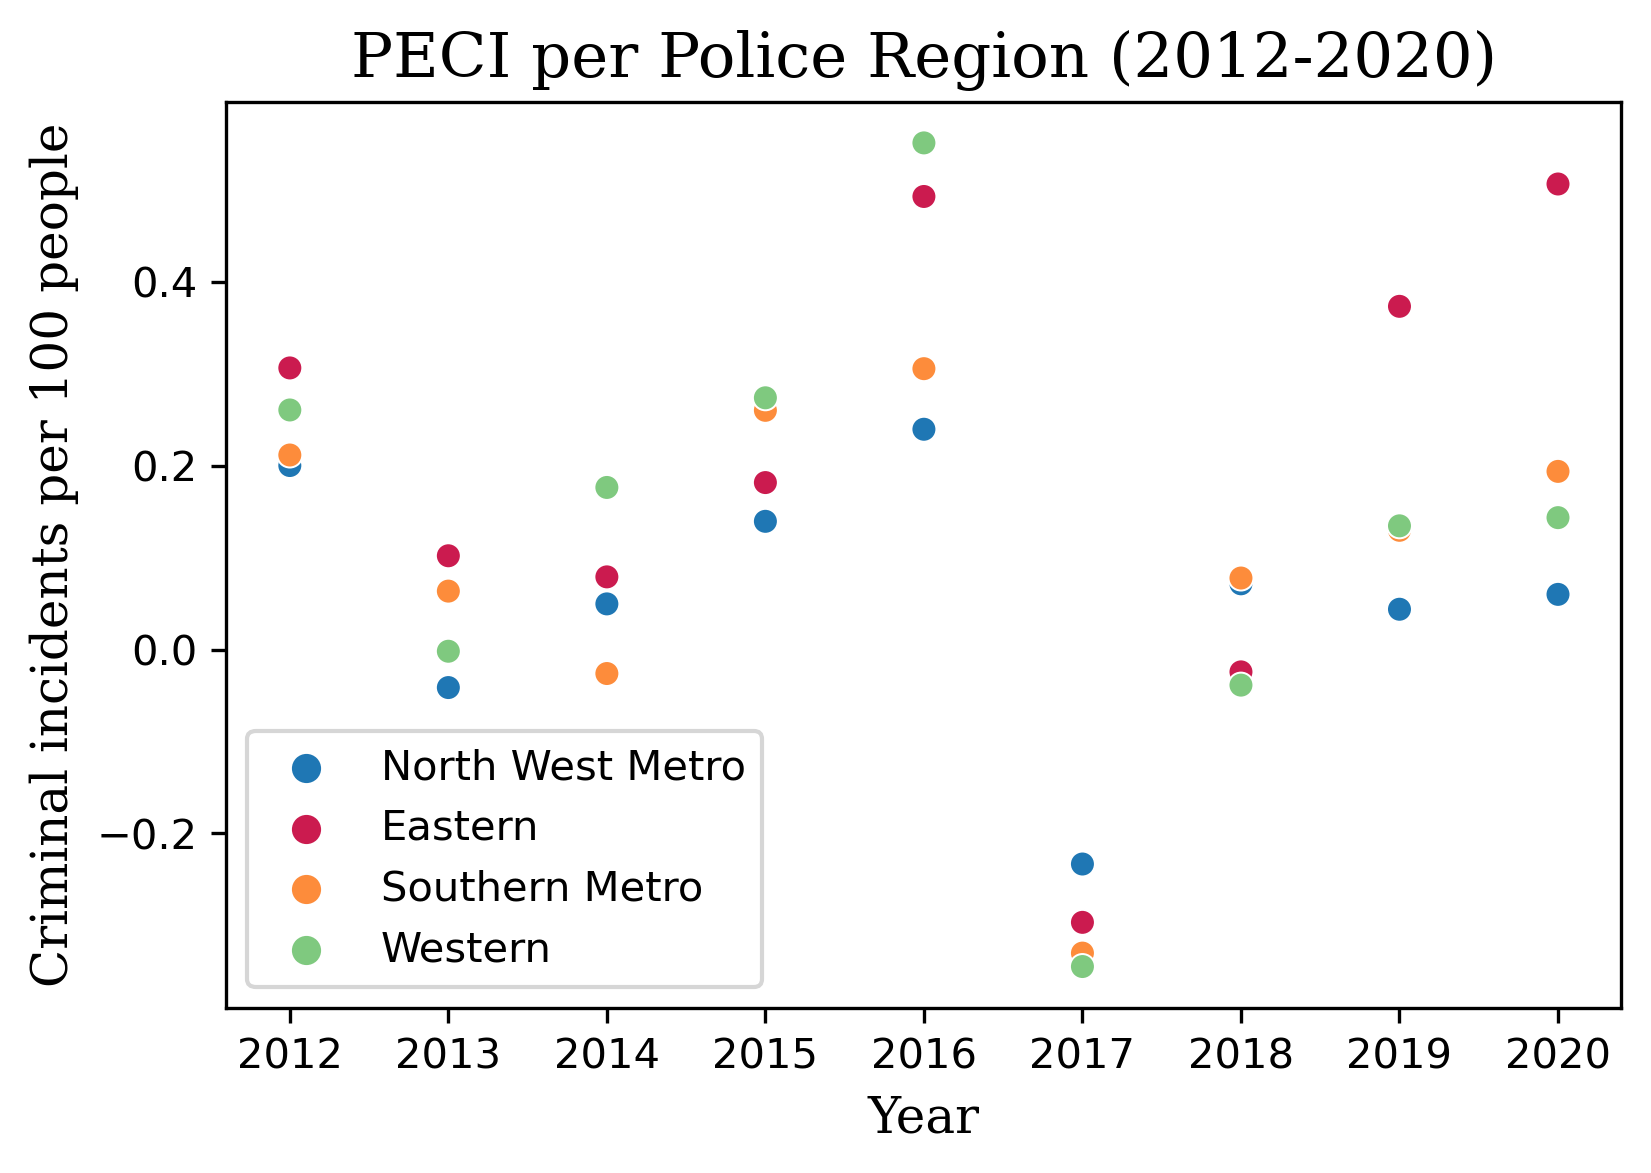 PECI per Police Region (2012-2020)
Criminal incidents per 100 people
0.4
0.2
0.0
−0.2
North West Metro
Eastern
Southern Metro
Western
2012 2013 2014 2015 2016 2017 2018 2019 2020
Year